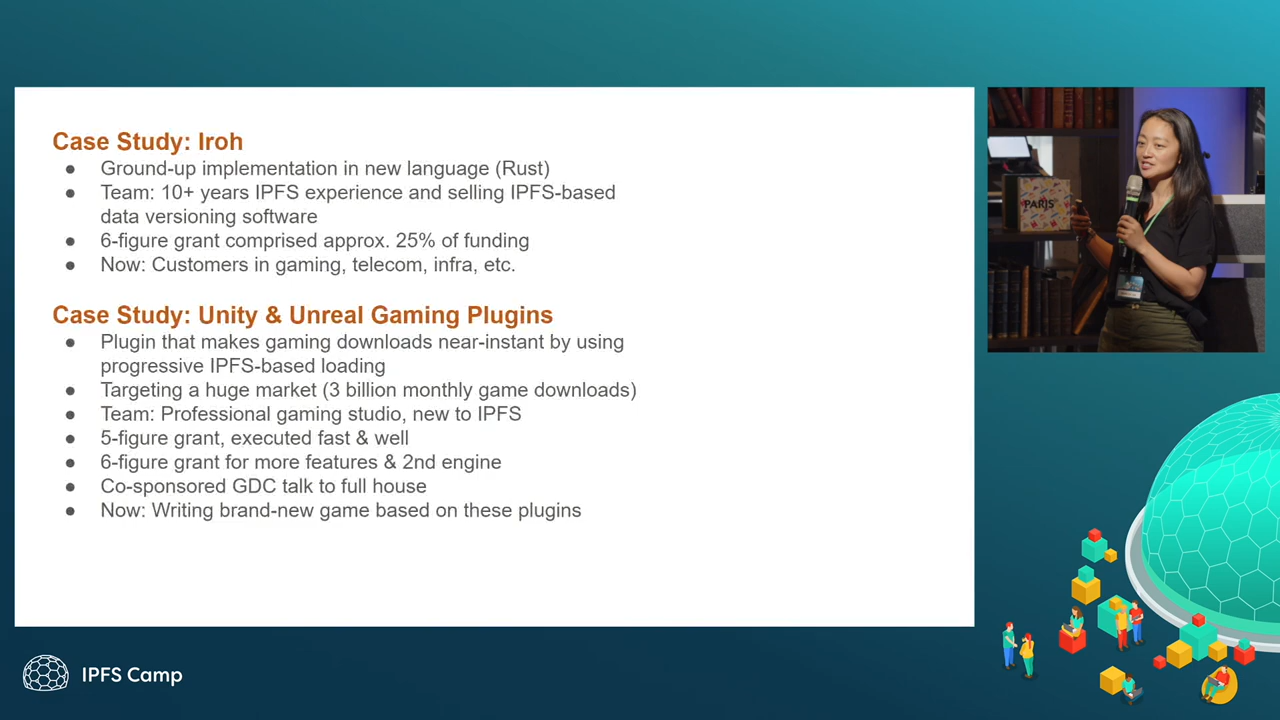 Case Study: Iroh
● Ground-up implementation in new language (Rust)
● Team: 10+ years IPFS experience and selling IPFS-based
data versioning software
● 6-figure grant comprised approx. 25% of funding
● Now: Customers in gaming, telecom, infra, etc.
Case Study: Unity & Unreal Gaming Plugins
● Plugin that makes gaming downloads near-instant by using
progressive IPFS-based loading
● Targeting a huge market (3 billion monthly game downloads)
● Team: Professional gaming studio, new to IPFS
● 5-figure grant, executed fast & well
● 6-figure grant for more features & 2nd engine
● Co-sponsored GDC talk to full house
● Now: Writing brand-new game based on these plugins
PARIS
IPFS Camp